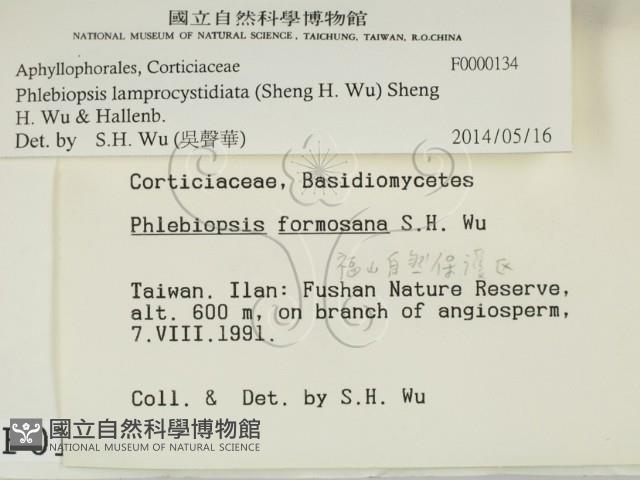 國立自然科學博物館
NATIONAL MUSEUM OF NATURAL SCIENCE, TAICHUNG, TAIWAN, R.O.CHINA
Aphyllophorales, Corticiaceae F0000134
Phlebiopsis lamprocystidiata (Sheng H. Wu) Sheng
H. Wu & Hallenb.
Det. by S.H. Wu (吳聲華) 2014/05/16
Corticiaceae, Basidiomycetes
Phlebiopsis formosana S.H. Wu
福山自然保護區
Taiwan. Ilan: Fushan Nature Reserve,
alt. 600 m, on branch of angiosperm,
7.VIII.1991.
Coll. & Det. by S.H. Wu
國立自然科學博物館
NATIONAL MUSEUM OF NATURAL SCIENCE